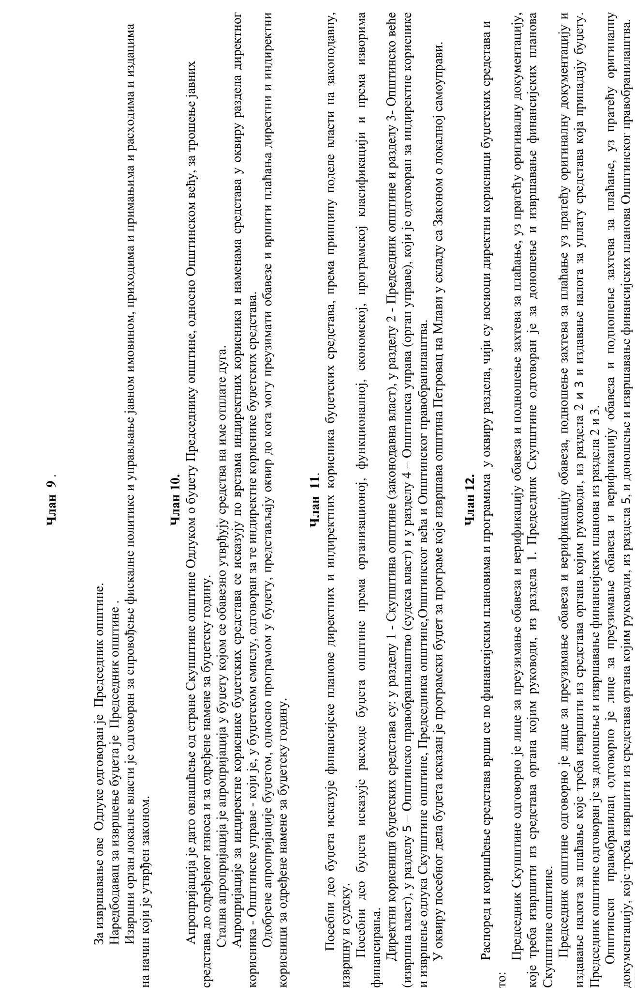 Члан  9 .
За извршавање ове  Одлуке одговоран је  Председник општине.
Наредбодавац за извршење буџета је  Председник општине .
Извршни орган локалне власти је одговоран за спровођење фискалне политике и управљање јавном имовином, приходима и примањима и расходима и издацима
на начин који је утврђен законом.
Члан 10.
Апропријација је дато овлашћење од стране Скупштине општине Одлуком о буџету Председнику општине, односно Општинском већу, за трошење јавних
средстава до одређеног износа и за одређене намене за буџетску годину.
Стална апропријација је апропријација у буџету којом се обавезно утврђују средства на име отплате дуга.
Апропријације за индиректне кориснике буџетских средстава се исказују по врстама индиректних корисника и наменама средстава у оквиру раздела директног
корисника - Општинске управе - који је, у буџетском смислу, одговоран за те индиректне кориснике буџетских средстава.
Одобрене апропријације буџетом, односно програмом у буџету, представљају оквир до кога могу преузимати обавезе и вршити плаћања директни и индиректни
корисници за одређене намене за буџетску годину.
Члан  11.
Посебни део буџета исказује финансијске планове директних и индиректних корисника буџетских средстава, према принципу поделе власти на законодавну,
извршну и судску.
Посебни део буџета исказује расходе буџета општине према организационој, функционалној, економској, програмској класификацији и према изворима
финансирања.
Директни корисници буџетских средстава су: у разделу 1 - Скупштина општине (законодавна власт), у разделу 2 - Председник општине и разделу 3- Општинско веће
(извршна власт), у разделу 5 – Општинско правобранилаштво (судска власт) и у разделу 4 – Општинска управа (орган управе), који је одговоран за индиректне кориснике
и извршење одлука Скупштине општине, Председника општине,Општинског већа и Општинског правобранилаштва.
У оквиру посебног дела буџета исказан је програмски буџет за програме које извршава општина Петровац на Млави у складу са Законом о локалној самоуправи.
Члан 12.
Распоред и коришћење средстава врши се по финансијским плановима и програмима  у оквиру раздела, чији су носиоци директни корисници буџетских средстава и
то:
Председник Скупштине одговорно је лице за преузимање обавеза и верификацију обавеза и подношење захтева за плаћање, уз пратећу оригиналну документацију,
које треба извршити из средстава органа којим руководи, из раздела 1. Председник Скупштине одговоран је за доношење и извршавање финансијских планова
Скупштине општине.
Председник општине одговорно је лице за преузимање обавеза и верификацију обавеза, подношење захтева за плаћање уз пратећу оригиналну документацију и
издавање налога за плаћање које треба извршити из средстава органа којим руководи, из раздела 2 и 3 и издавање налога за уплату средстава која припадају буџету.
Председник општине одговоран је за доношење и извршавање финансијских планова из раздела 2 и 3.
Општински правобранилац одговорно је лице за преузимање обавеза и верификацију обавеза и подношење захтева за плаћање, уз пратећу оригиналну
документацију, које треба извршити из средстава органа којим руководи, из раздела 5, и доношење и извршавање финансијских планова Општинског правобранилаштва.